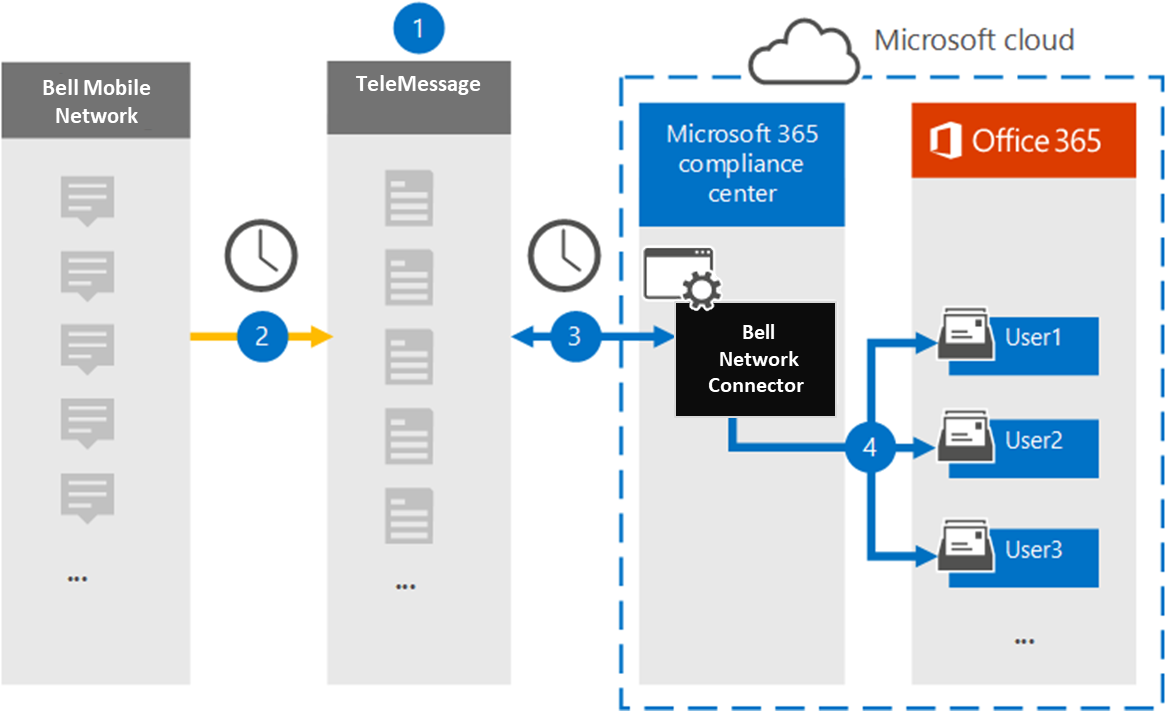 1
Microsoft cloud
Bell Mobile
Network
TeleMessage
Microsoft 365
compliance
center
Office 365
2
3
Bell
Network
Connector
4
User1
User2
User3
...
...
...